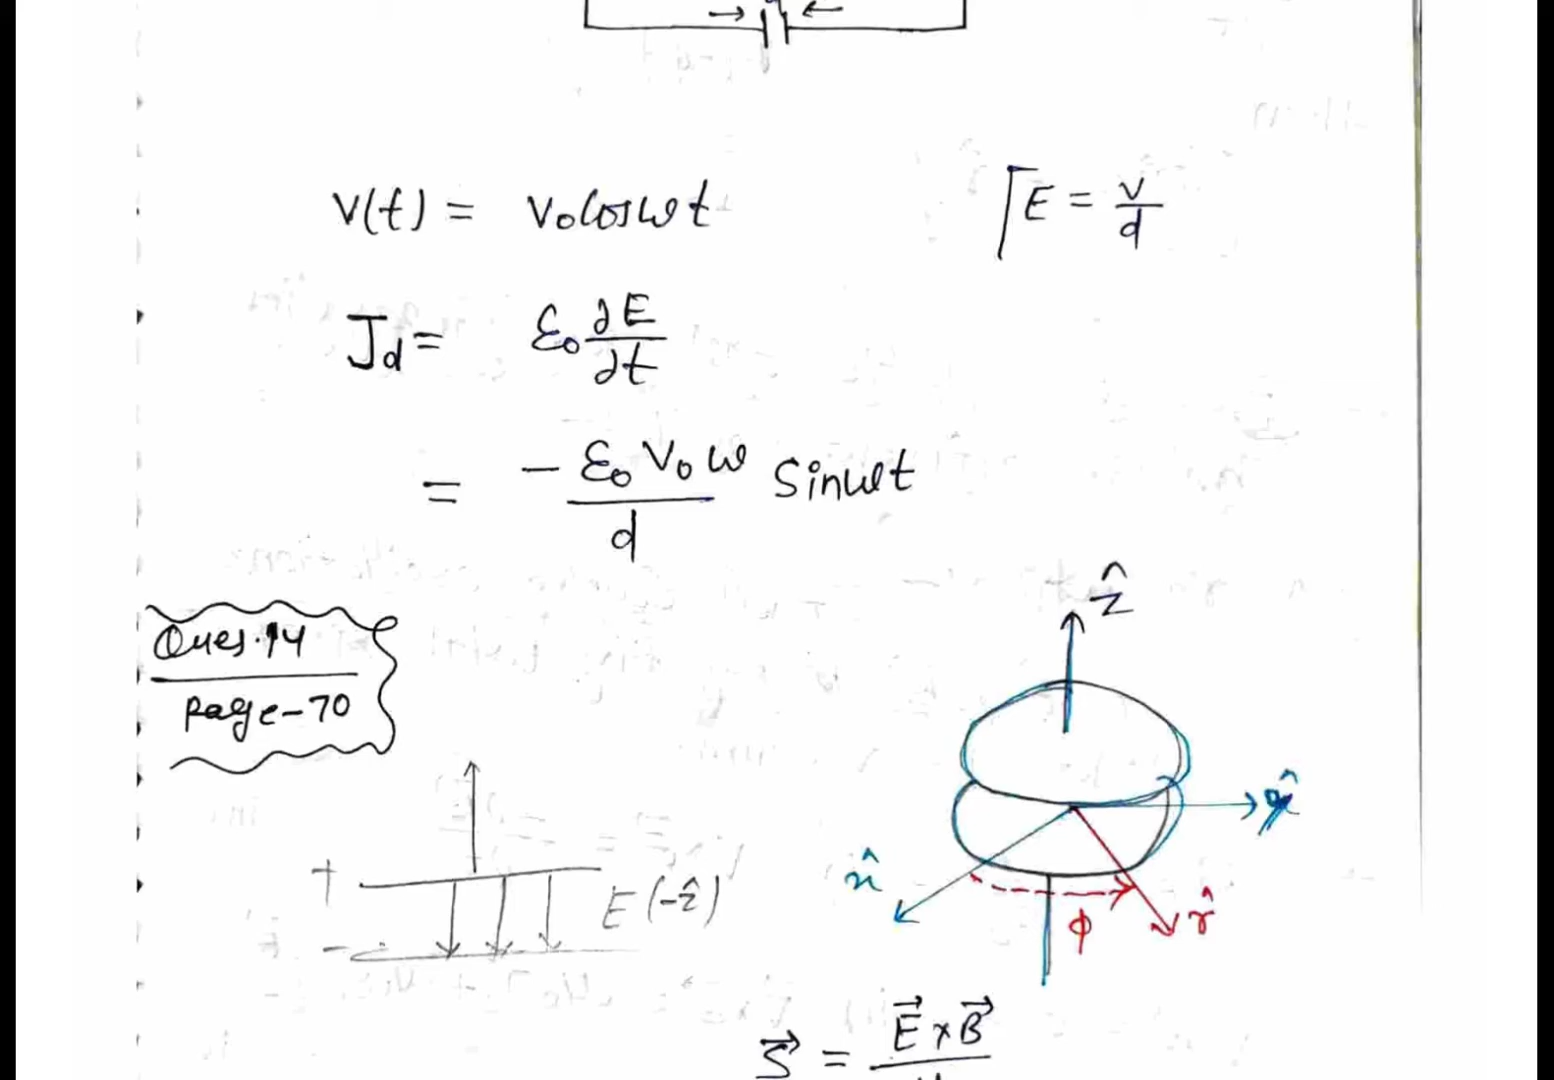 V(t) = V₀cosωt
E = V/d
J_d = ε₀ ∂E/∂t
= -ε₀V₀ω/d Sinωt
Ques.14
Page-70
ẑ
+
E(-ẑ)
-
x̂
ϕ
r̂
S⃗ = E⃗ × B⃗